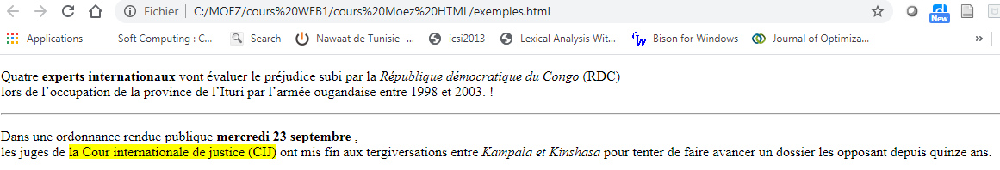 Fichier | C:/MOEZ/cours%20WEB1/cours%20Moez%20HTML/exemples.html
New
Applications Soft Computing : C... Search Nawaat de Tunisie -... icsi2013 Lexical Analysis Wit... GW Bison for Windows Journal of Optimiza... »
Quatre experts internationaux vont évaluer le préjudice subi par la République démocratique du Congo (RDC)
lors de l’occupation de la province de l’Ituri par l’armée ougandaise entre 1998 et 2003. !
Dans une ordonnance rendue publique mercredi 23 septembre ,
les juges de la Cour internationale de justice (CIJ) ont mis fin aux tergiversations entre Kampala et Kinshasa pour tenter de faire avancer un dossier les opposant depuis quinze ans.